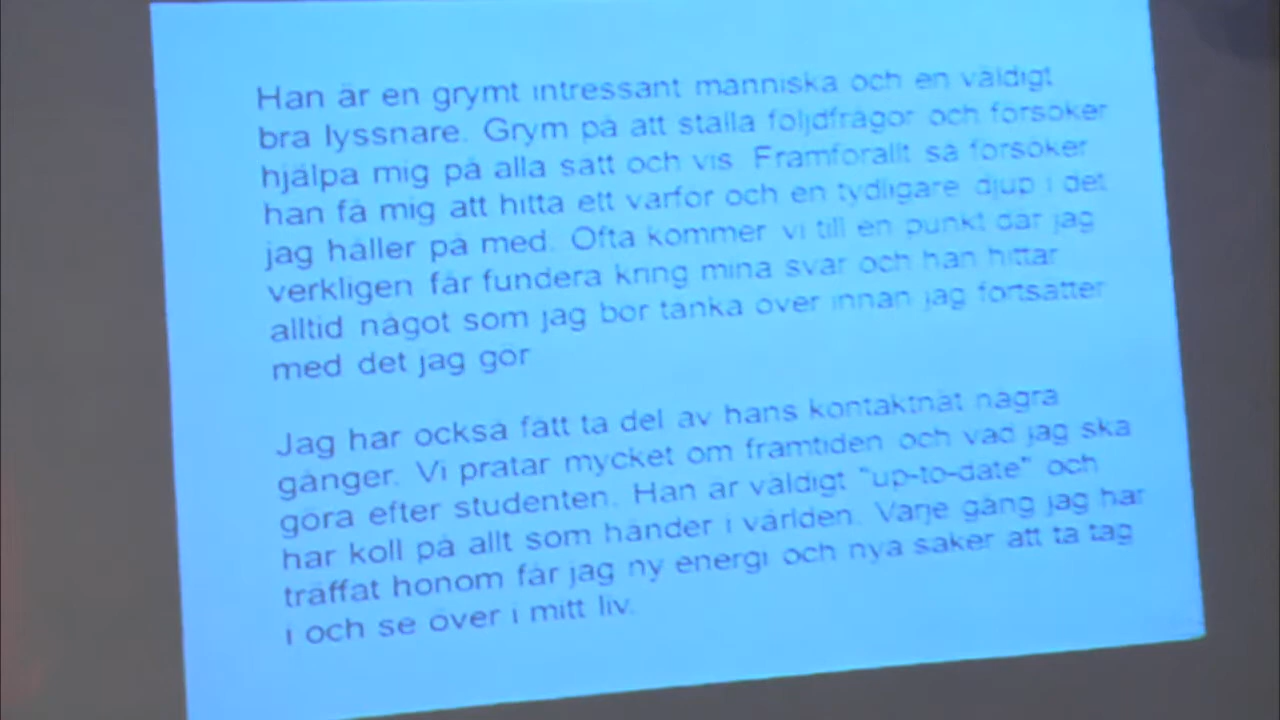 Han är en grymt intressant människa och en väldigt
bra lyssnare. Grym på att ställa följdfrågor och försöker
hjälpa mig på alla sätt och vis. Framförallt så försöker
han få mig att hitta ett varför och en tydligare djup i det
jag håller på med. Ofta kommer vi till en punkt där jag
verkligen får fundera kring mina svar och han hittar
alltid något som jag bör tänka över innan jag fortsätter
med det jag gör
Jag har också fått ta del av hans kontaktnät några
gånger. Vi pratar mycket om framtiden och vad jag ska
göra efter studenten. Han är väldigt "up-to-date" och
har koll på allt som händer i världen. Varje gång jag har
träffat honom får jag ny energi och nya saker att ta tag
i och se över i mitt liv.